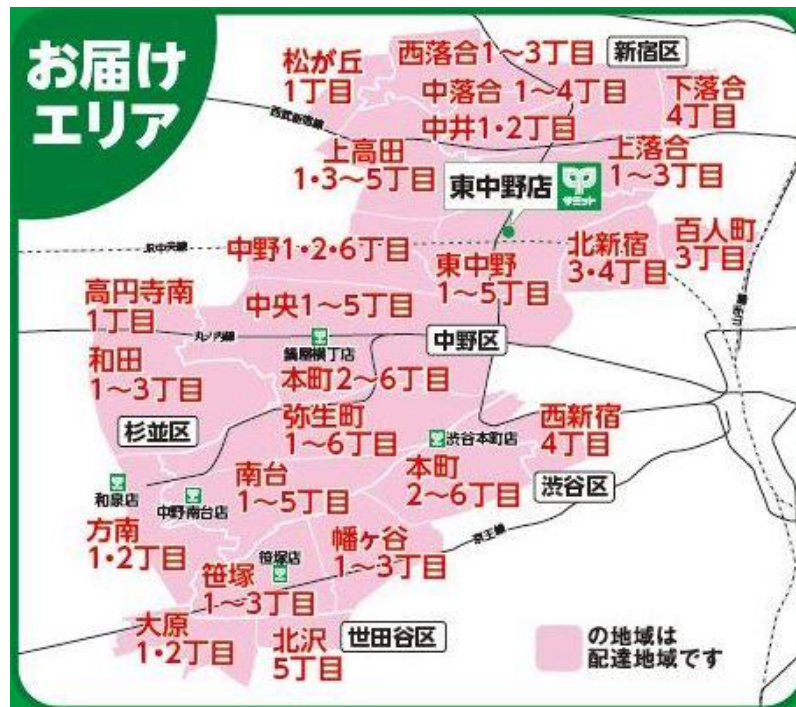 お届け
エリア
松が丘
1丁目
西落合1～3丁目
新宿区
中落合 1～4丁目
中井1・2丁目
下落合
4丁目
西武新宿線
上高田
1・3～5丁目
上落合
1～3丁目
東中野店
サミット
JR中央線
中野1・2・6丁目
東中野
1～5丁目
北新宿
3・4丁目
百人町
3丁目
高円寺南
1丁目
中央1～5丁目
丸ノ内線
鍋屋横丁店
中野区
和田
1～3丁目
本町2～6丁目
杉並区
弥生町
1～6丁目
渋谷本町店
西新宿
4丁目
南台
1～5丁目
本町
2～6丁目
渋谷区
和泉店
中野南台店
方南
1・2丁目
笹塚店
幡ヶ谷
1～3丁目
京王線
笹塚
1～3丁目
大原
1・2丁目
北沢
5丁目
世田谷区
の地域は
配達地域です